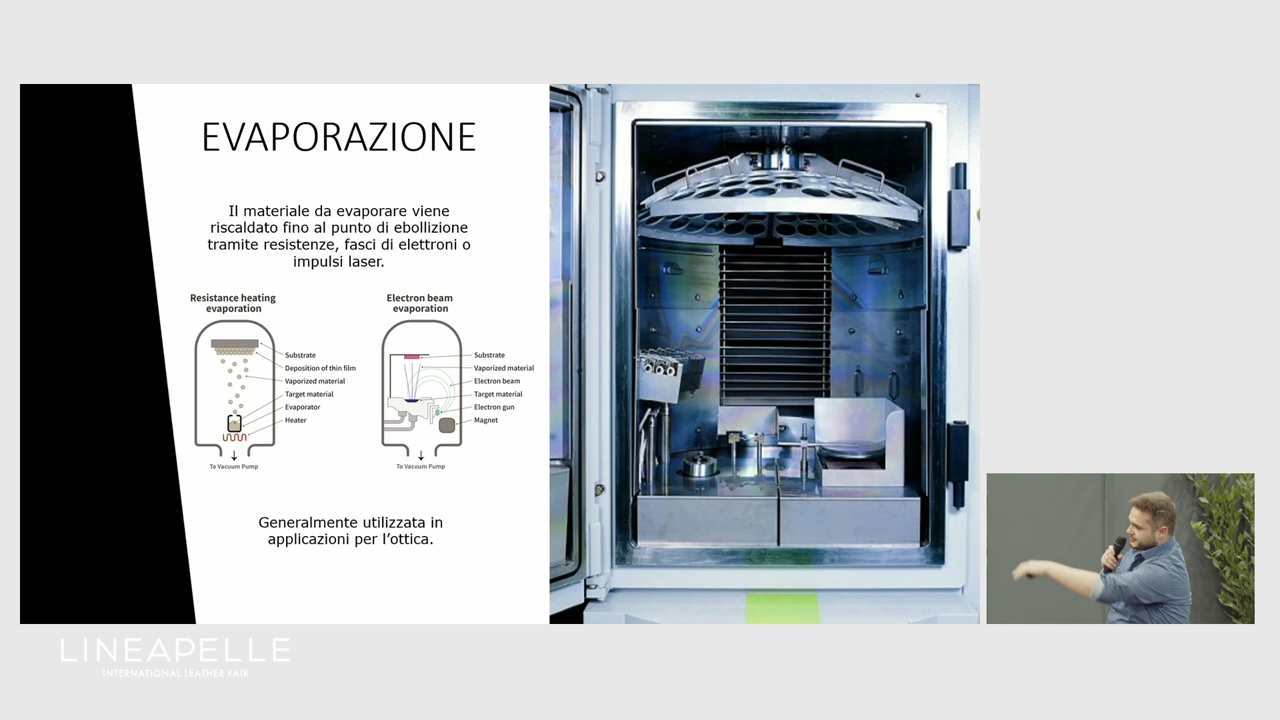 EVAPORAZIONE
Il materiale da evaporare viene
riscaldato fino al punto di ebollizione
tramite resistenze, fasci di elettroni o
impulsi laser.
Resistance heating
evaporation
Substrate
Deposition of thin film
Vaporized material
Target material
Evaporator
Heater
To Vacuum Pump
Electron beam
evaporation
Substrate
Vaporized material
Electron beam
Target material
Electron gun
Magnet
To Vacuum Pump
Generalmente utilizzata in
applicazioni per l’ottica.
LINEAPELLE
INTERNATIONAL LEATHER FAIR